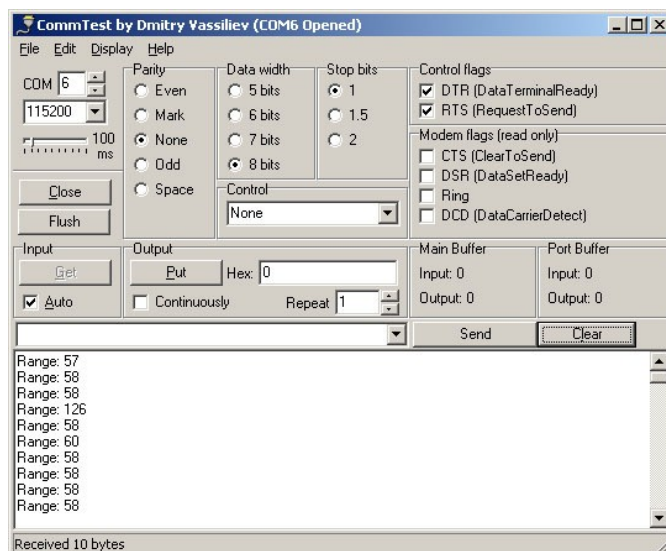 CommTest by Dmitry Vassiliev (COM6 Opened)
File Edit Display Help
COM 6
115200
100 ms
Close
Flush
Parity
Even
Mark
None
Odd
Space
Data width
5 bits
6 bits
7 bits
8 bits
Stop bits
1
1.5
2
Control
None
Control flags
DTR (DataTerminalReady)
RTS (RequestToSend)
Modem flags (read only)
CTS (ClearToSend)
DSR (DataSetReady)
Ring
DCD (DataCarrierDetect)
Input
Get
Auto
Output
Put Hex: 0
Continuously Repeat 1
Main Buffer
Input: 0
Output: 0
Port Buffer
Input: 0
Output: 0
Send Clear
Range: 57
Range: 58
Range: 58
Range: 126
Range: 58
Range: 60
Range: 58
Range: 58
Range: 58
Range: 58
Received 10 bytes